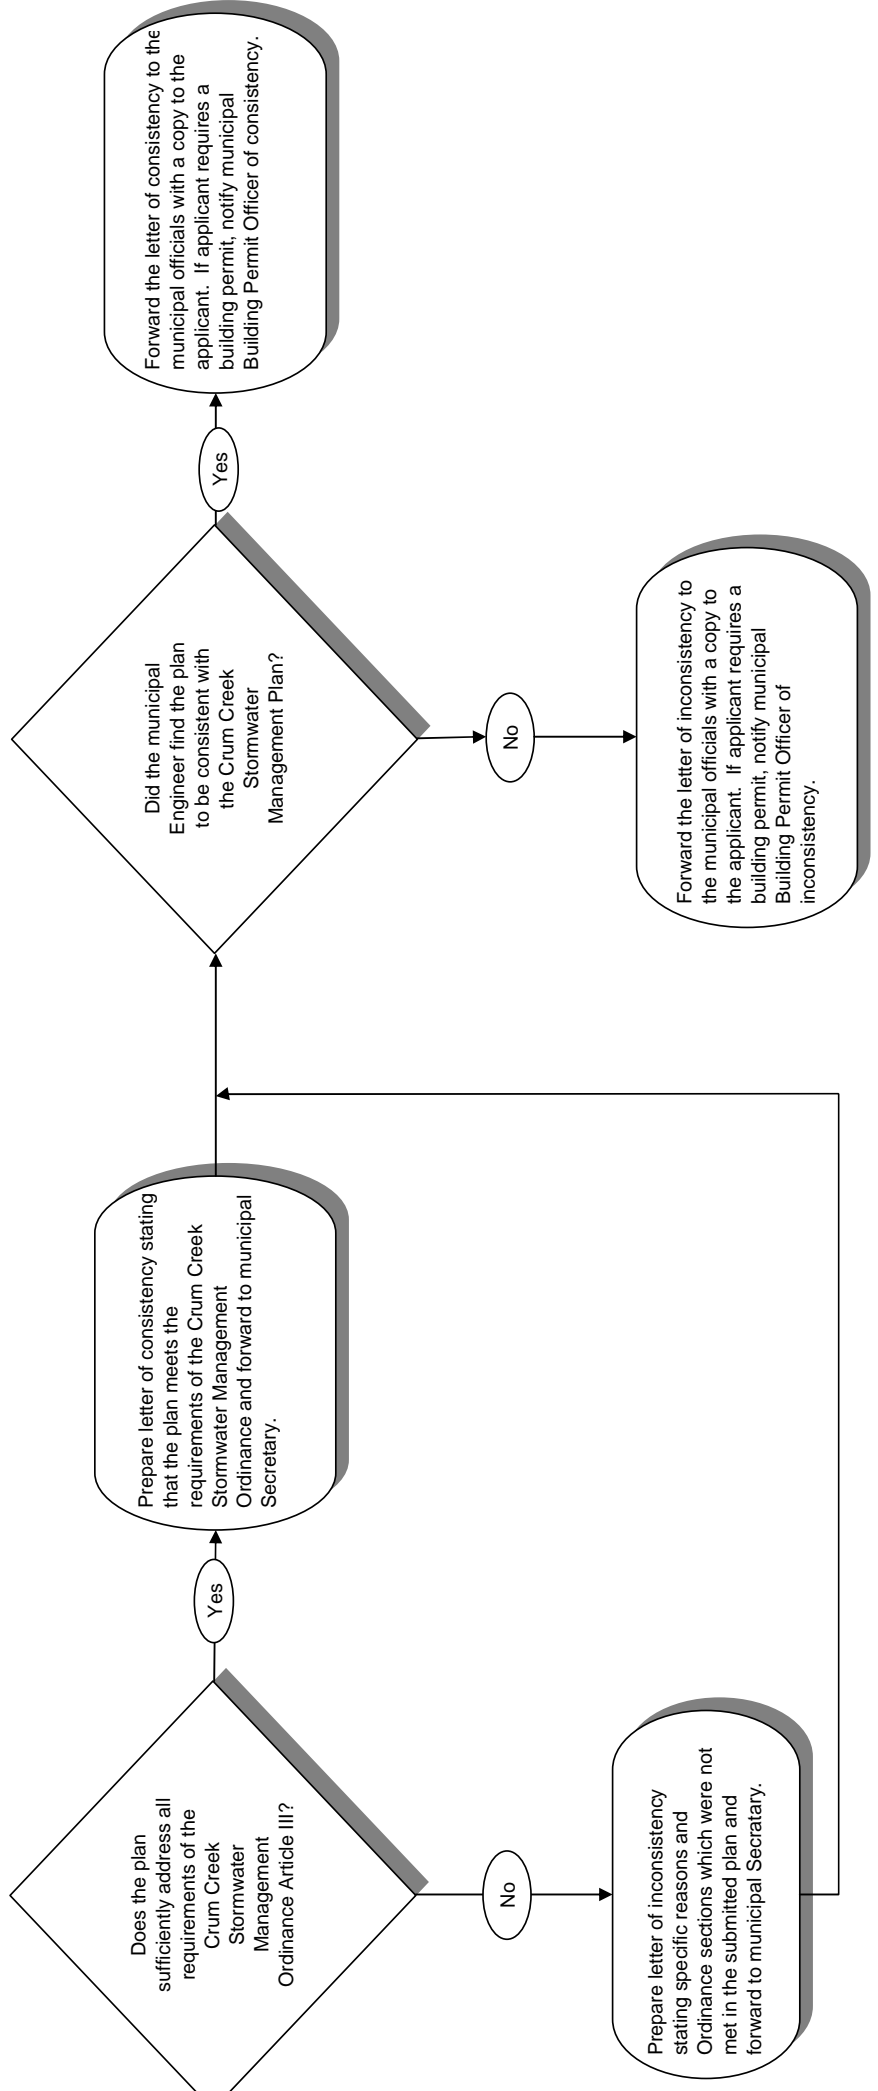 Does the plan
sufficiently address all
requirements of the
Crum Creek
Stormwater
Management
Ordinance Article III?
Yes
No
Prepare letter of consistency stating
that the plan meets the
requirements of the Crum Creek
Stormwater Management
Ordinance and forward to municipal
Secretary.
Prepare letter of inconsistency
stating specific reasons and
Ordinance sections which were not
met in the submitted plan and
forward to municipal Secratary.
Did the municipal
Engineer find the plan
to be consistent with
the Crum Creek
Stormwater
Management Plan?
Yes
No
Forward the letter of consistency to the
municipal officials with a copy to the
applicant.  If applicant requires a
building permit, notify municipal
Building Permit Officer of consistency.
Forward the letter of inconsistency to
the municipal officials with a copy to
the applicant.  If applicant requires a
building permit, notify municipal
Building Permit Officer of
inconsistency.